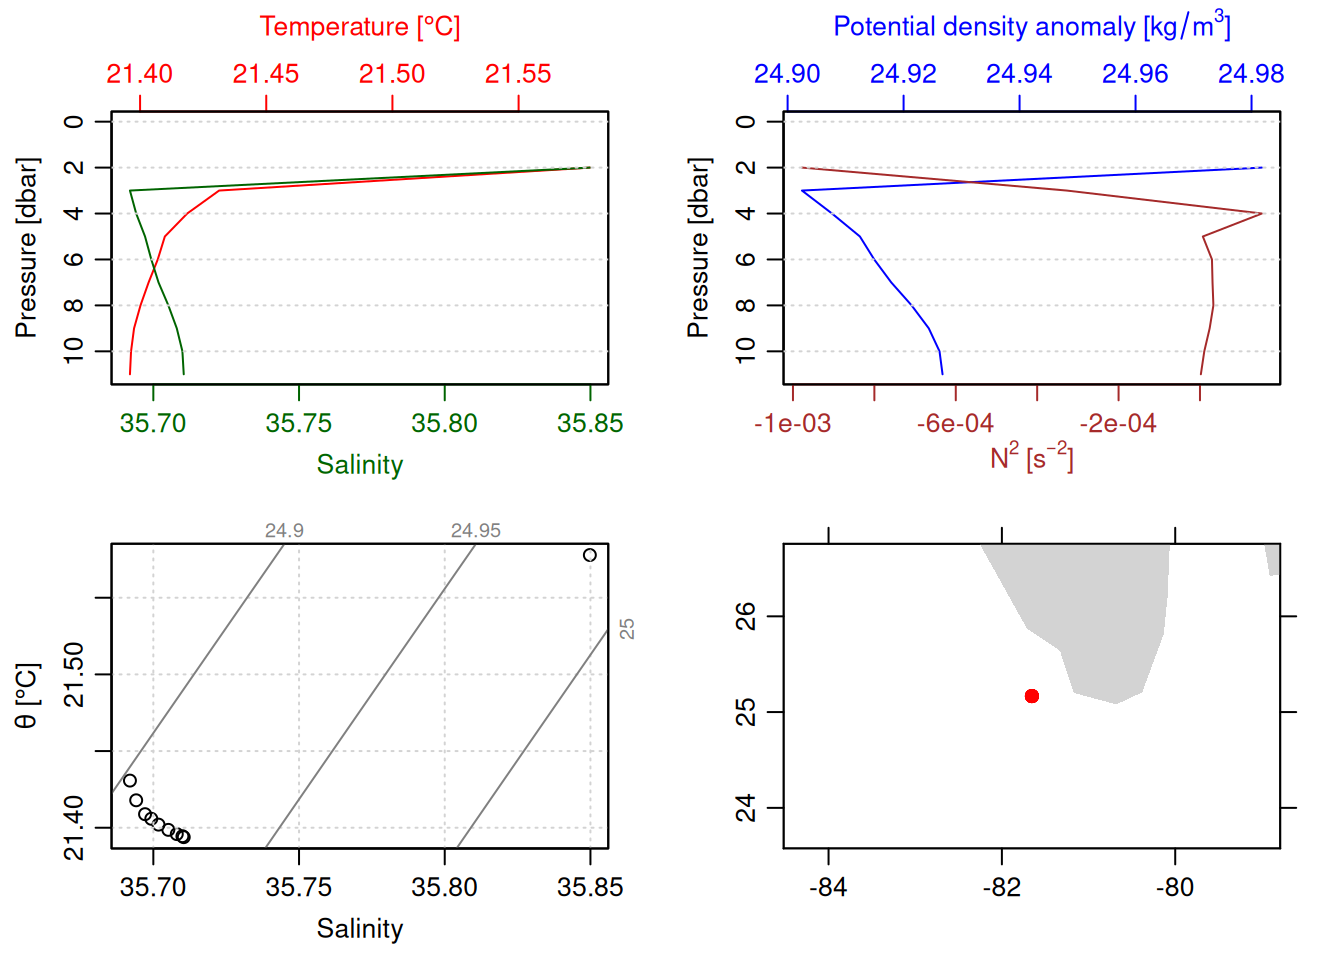 Temperature [°C]
21.40 21.45 21.50 21.55
Pressure [dbar]
0 2 4 6 8 10
35.70 35.75 35.80 35.85
Salinity
Potential density anomaly [kg/m³]
24.90 24.92 24.94 24.96 24.98
Pressure [dbar]
0 2 4 6 8 10
-1e-03 -6e-04 -2e-04
N² [s⁻²]
24.9 24.95
25
θ [°C]
21.40 21.50
35.70 35.75 35.80 35.85
Salinity
26
25
24
-84 -82 -80